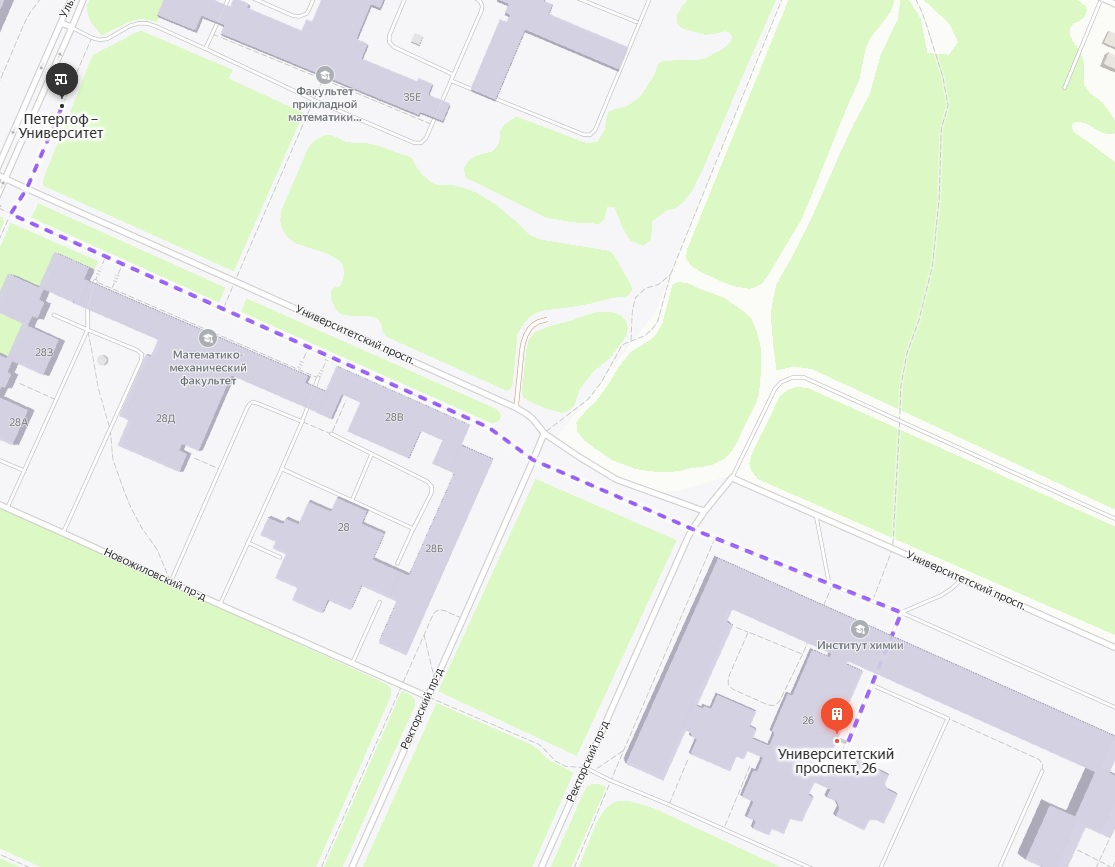 Ул
Петергоф –
Университет
Факультет
прикладной
математики...
35Е
Университетский просп.
Математико
механический
факультет
28З
28А
28Д
28В
28
28Б
Новожиловский пр-д
Ректорский пр-д
Ректорский пр-д
Университетский просп.
Институт химии
26
Университетский
проспект, 26